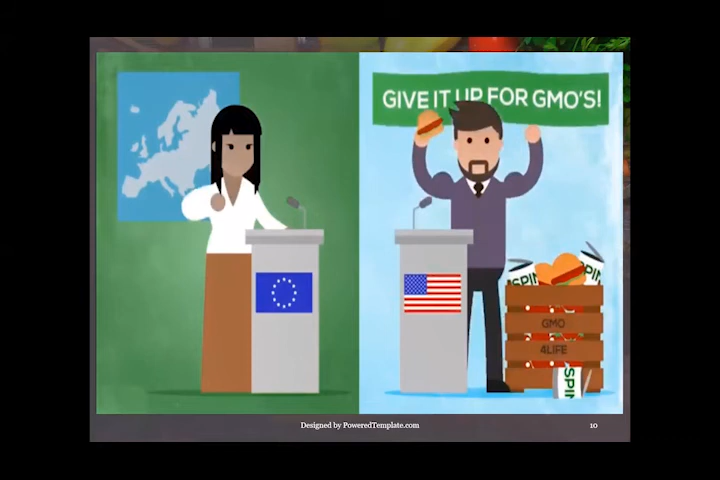 GIVE IT UP FOR GMO'S!
SPIN
SPIN
GMO
4LIFE
SPIN
Designed by PoweredTemplate.com
10